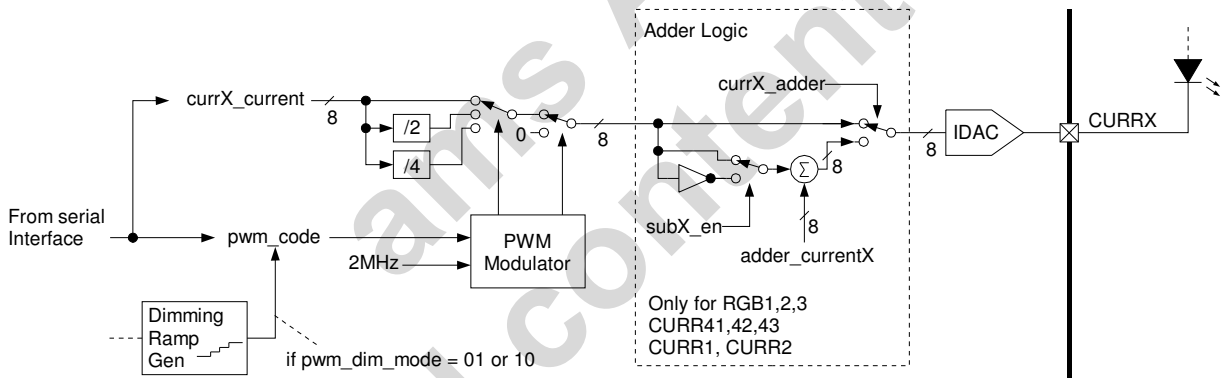 Adder Logic
currX_adder
currX_current
8
/2
/4
0
8
8
8
IDAC
CURRX
Σ
From serial
Interface
pwm_code
2MHz
PWM
Modulator
subX_en
8
adder_currentX
Dimming
Ramp
Gen
if pwm_dim_mode = 01 or 10
Only for RGB1,2,3
CURR41,42,43
CURR1, CURR2
ams
content